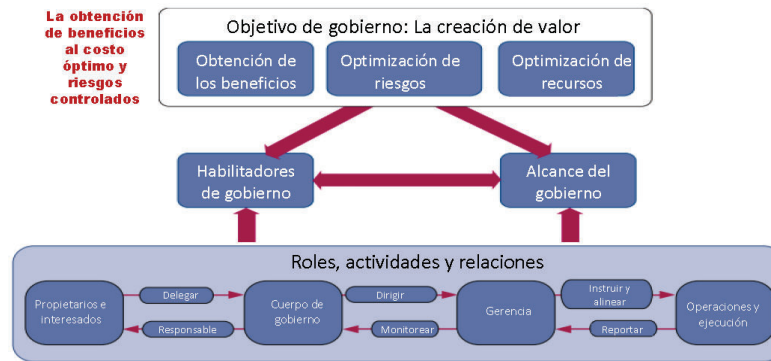 La obtención
de beneficios
al costo
óptimo y
riesgos
controlados
Objetivo de gobierno: La creación de valor
Obtención de
los beneficios
Optimización de
riesgos
Optimización de
recursos
Habilitadores
de gobierno
Alcance del
gobierno
Roles, actividades y relaciones
Propietarios e
interesados
Delegar
Responsable
Cuerpo de
gobierno
Dirigir
Monitorear
Gerencia
Instruir y
alinear
Reportar
Operaciones y
ejecución